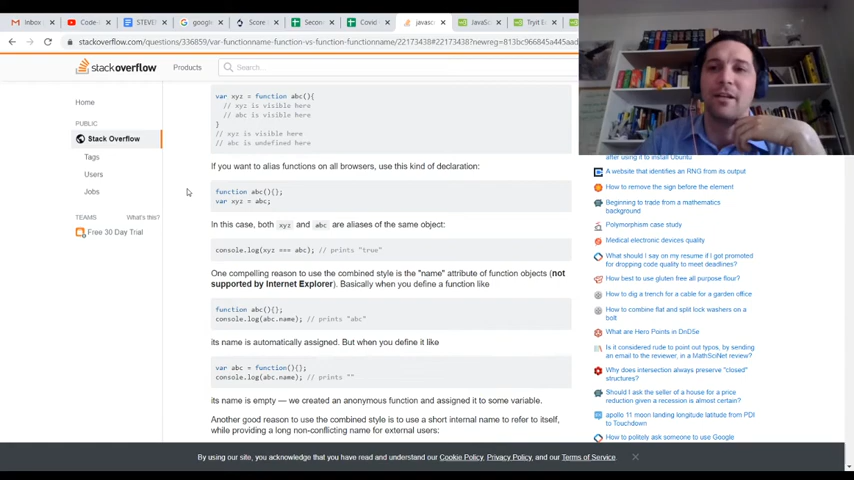 Inbox
Code-
STEVE
google
Score
Secon
Covid
javasc
JavaSc
Tryit E
stackoverflow.com/questions/336859/var-functionname-function-vs-function-functionname/22173438#22173438?newreg=813bc966845a445aad
stackoverflow
Products
Search...
Home
PUBLIC
Stack Overflow
Tags
Users
Jobs
TEAMS
What's this?
Free 30 Day Trial
var xyz = function abc(){
// xyz is visible here
// abc is visible here
}
// xyz is visible here
// abc is undefined here
If you want to alias functions on all browsers, use this kind of declaration:
function abc(){};
var xyz = abc;
In this case, both xyz and abc are aliases of the same object:
console.log(xyz === abc); // prints "true"
One compelling reason to use the combined style is the "name" attribute of function objects (not
supported by Internet Explorer). Basically when you define a function like
function abc(){};
console.log(abc.name); // prints "abc"
its name is automatically assigned. But when you define it like
var abc = function(){};
console.log(abc.name); // prints ""
its name is empty — we created an anonymous function and assigned it to some variable.
Another good reason to use the combined style is to use a short internal name to refer to itself,
while providing a long non-conflicting name for external users:
after using it to install Ubuntu
A website that identifies an RNG from its output
How to remove the sign before the element
Beginning to trade from a mathematics
background
Polymorphism case study
Medical electronic devices quality
What should I say on my resume if I got promoted
for dropping code quality to meet deadlines?
How best to use gluten free all purpose flour?
How to dig a trench for a cable for a garden office
How to combine flat and split lock washers on a
bolt
What are Hero Points in DnD5e
Is it considered rude to point out typos, by sending
an email to the reviewer, in a MathSciNet review?
Why does intersection always preserve "closed"
structures?
Should I ask the seller of a house for a price
reduction given a recession is almost certain?
apollo 11 moon landing longitude latitude from PDI
to Touchdown
How to politely ask someone to use Google
By using our site, you acknowledge that you have read and understand our Cookie Policy, Privacy Policy, and our Terms of Service.